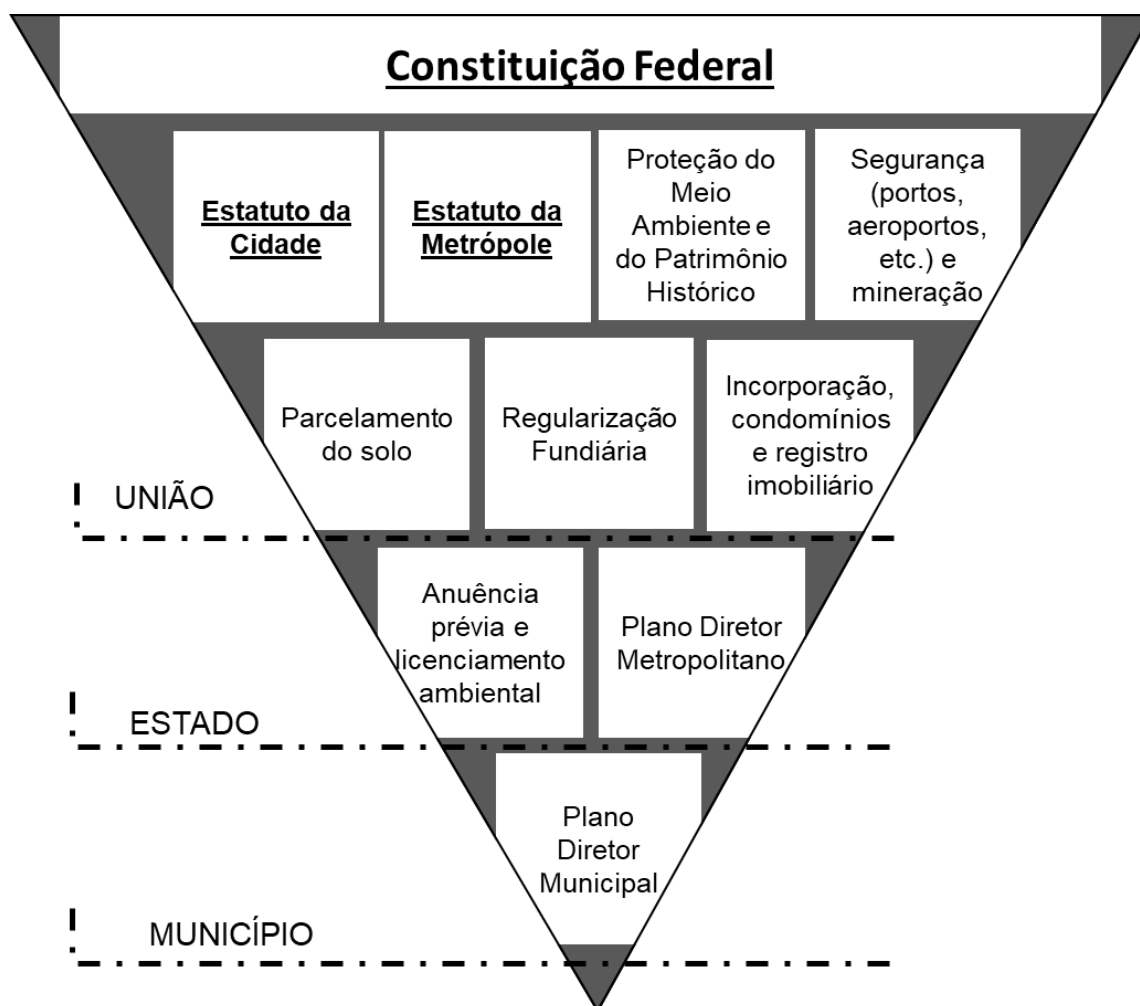 Constituição Federal
Estatuto da
Cidade
Estatuto da
Metrópole
Proteção do
Meio
Ambiente e
do Patrimônio
Histórico
Segurança
(portos,
aeroportos,
etc.) e
mineração
Parcelamento
do solo
Regularização
Fundiária
Incorporação,
condomínios
e registro
imobiliário
UNIÃO
Anuência
prévia e
licenciamento
ambiental
Plano Diretor
Metropolitano
ESTADO
Plano
Diretor
Municipal
MUNICÍPIO